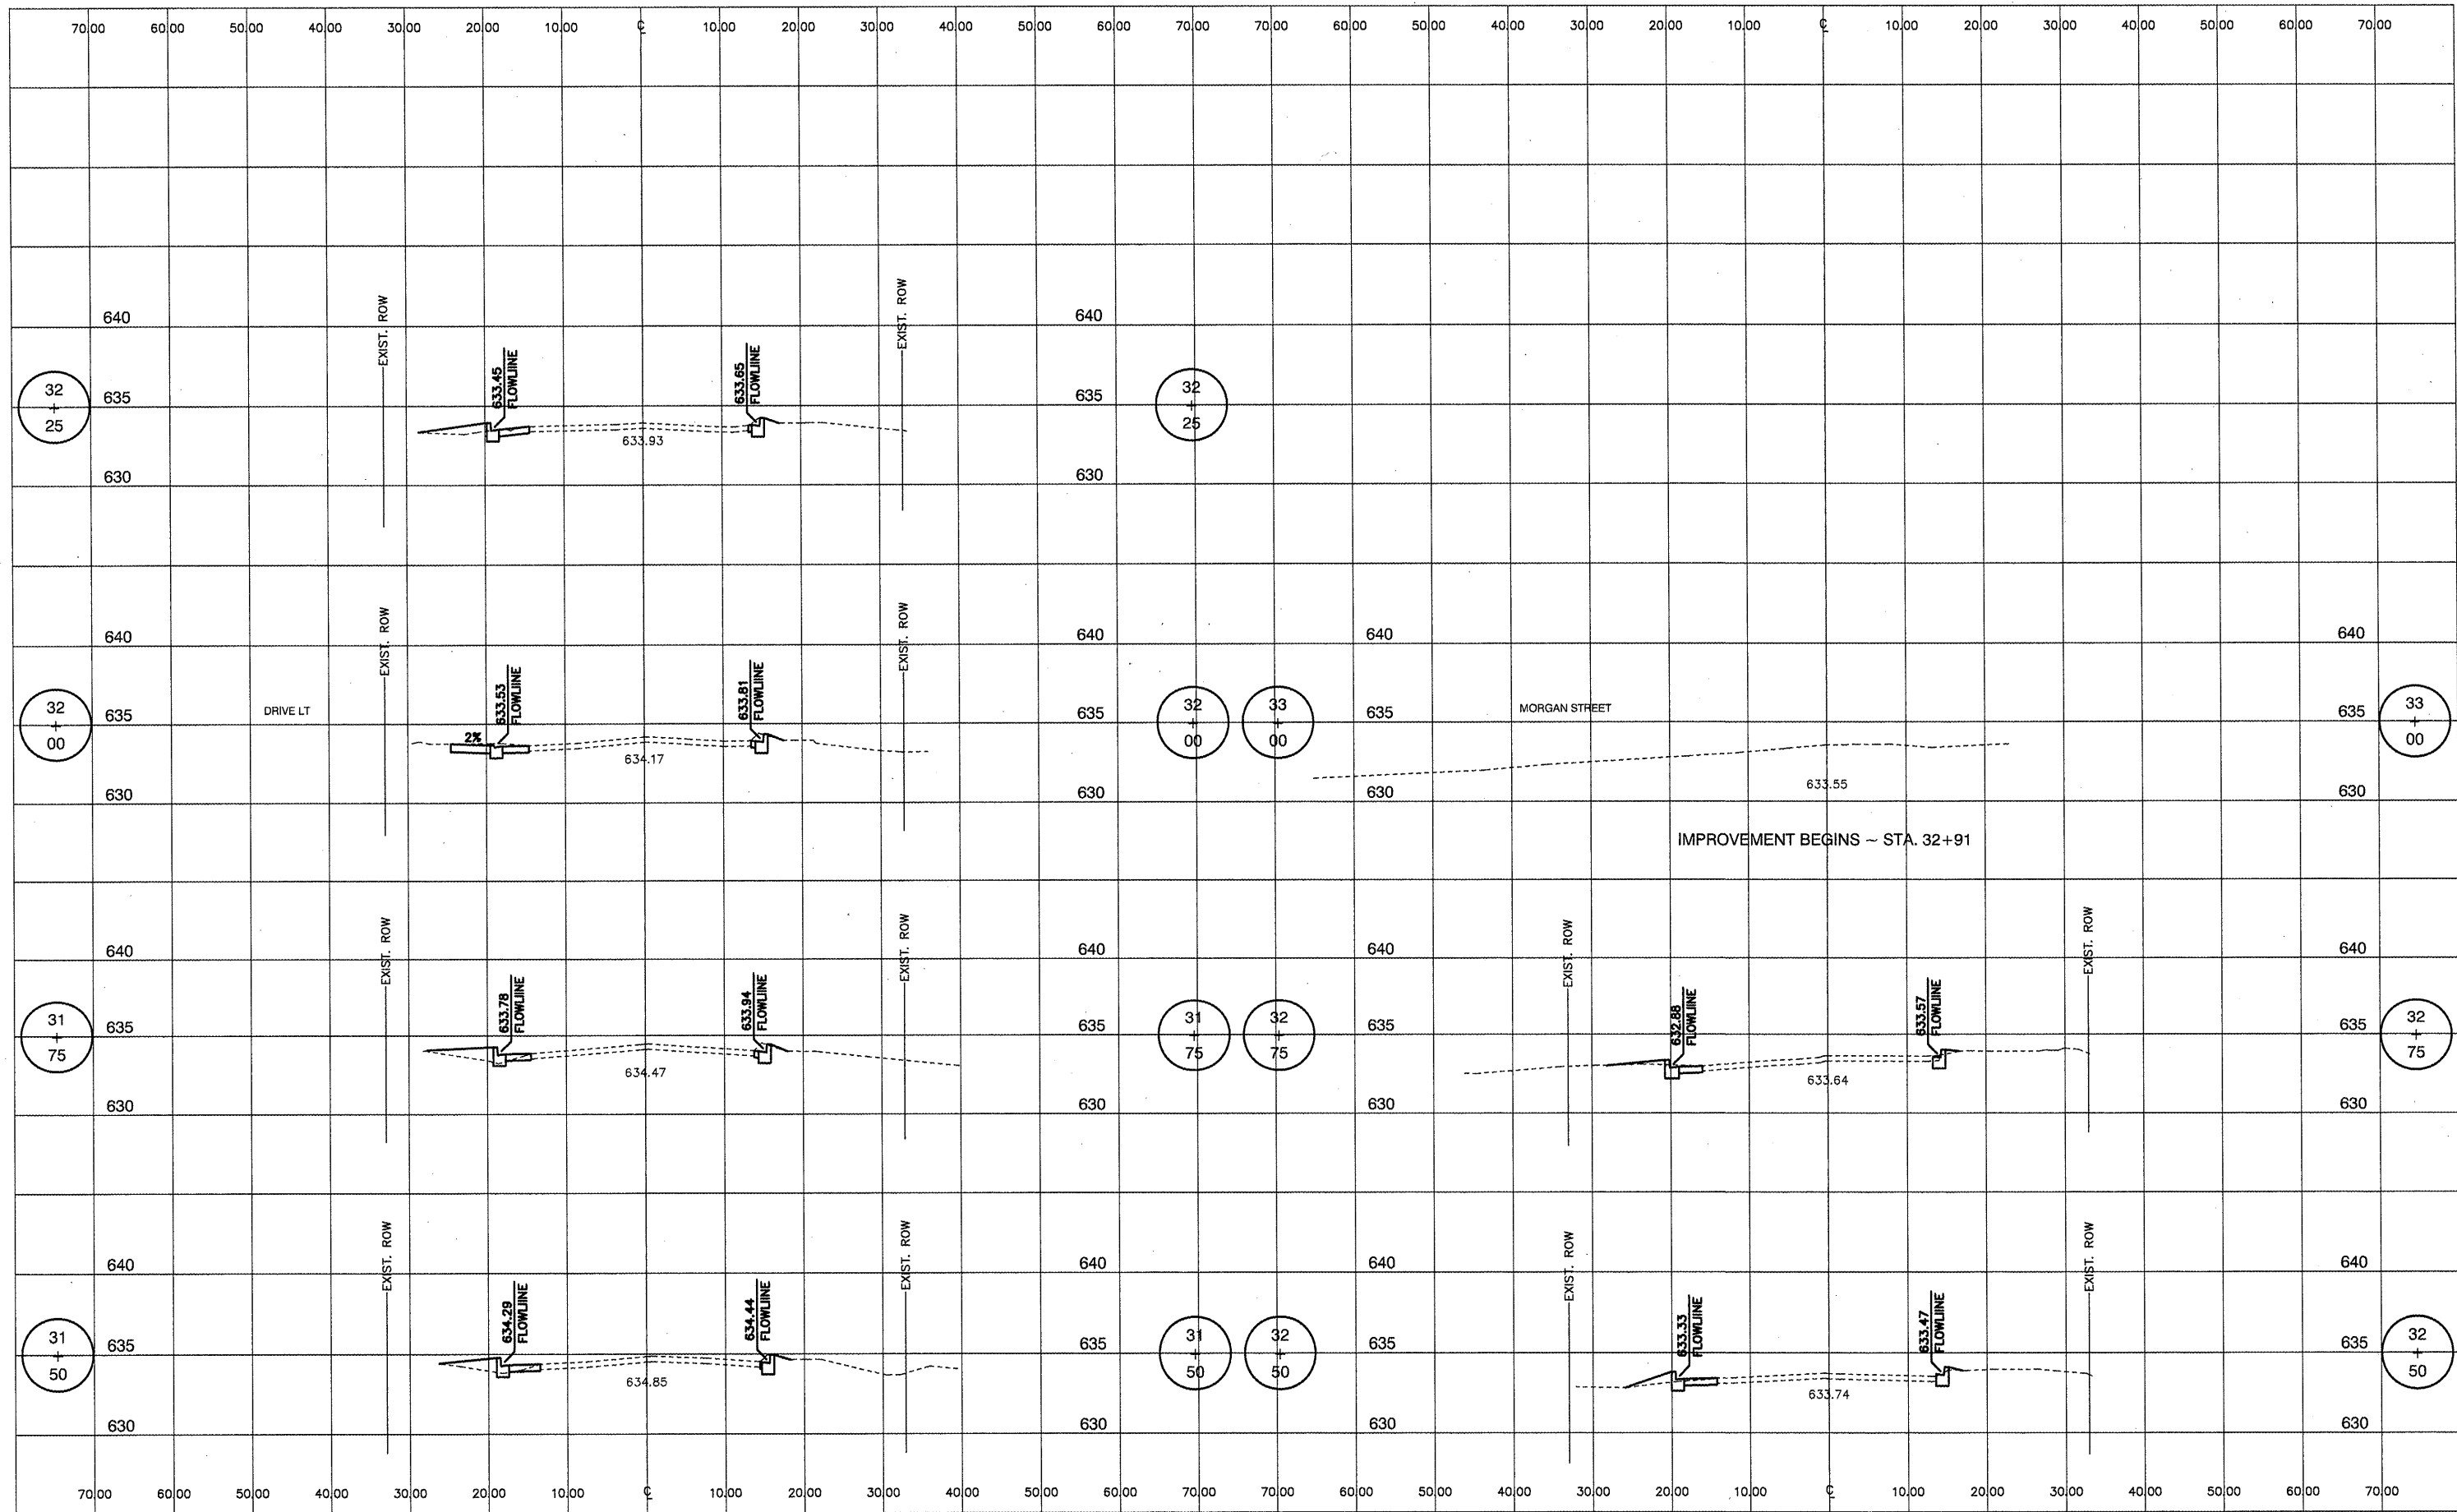 70.00 60.00 50.00 40.00 30.00 20.00 10.00 ℄ 10.00 20.00 30.00 40.00 50.00 60.00 70.00 70.00 60.00 50.00 40.00 30.00 20.00 10.00 ℄ 10.00 20.00 30.00 40.00 50.00 60.00 70.00
640 640
EXIST. ROW
633.45
FLOWLIINE
633.65
FLOWLIINE
EXIST. ROW
32
+
25
635 635
32
+
25
633.93
630 630
640 640 640 640
EXIST. ROW
633.53
FLOWLIINE
633.81
FLOWLIINE
EXIST. ROW
32
+
00
DRIVE LT
635 635 635 635
2%
32
+
00
33
+
00
MORGAN STREET
33
+
00
634.17
633.55
630 630 630 630
IMPROVEMENT BEGINS ~ STA. 32+91
640 640 640 640
EXIST. ROW
633.78
FLOWLIINE
633.94
FLOWLIINE
EXIST. ROW
EXIST. ROW
632.88
FLOWLIINE
633.57
FLOWLIINE
EXIST. ROW
31
+
75
635 635 635 635
31
+
75
32
+
75
32
+
75
634.47
633.64
630 630 630 630
640 640 640 640
EXIST. ROW
634.29
FLOWLIINE
634.44
FLOWLIINE
EXIST. ROW
EXIST. ROW
633.33
FLOWLIINE
633.47
FLOWLIINE
EXIST. ROW
31
+
50
635 635 635 635
31
+
50
32
+
50
32
+
50
634.85
633.74
630 630 630 630
70.00 60.00 50.00 40.00 30.00 20.00 10.00 ℄ 10.00 20.00 30.00 40.00 50.00 60.00 70.00 70.00 60.00 50.00 40.00 30.00 20.00 10.00 ℄ 10.00 20.00 30.00 40.00 50.00 60.00 70.00